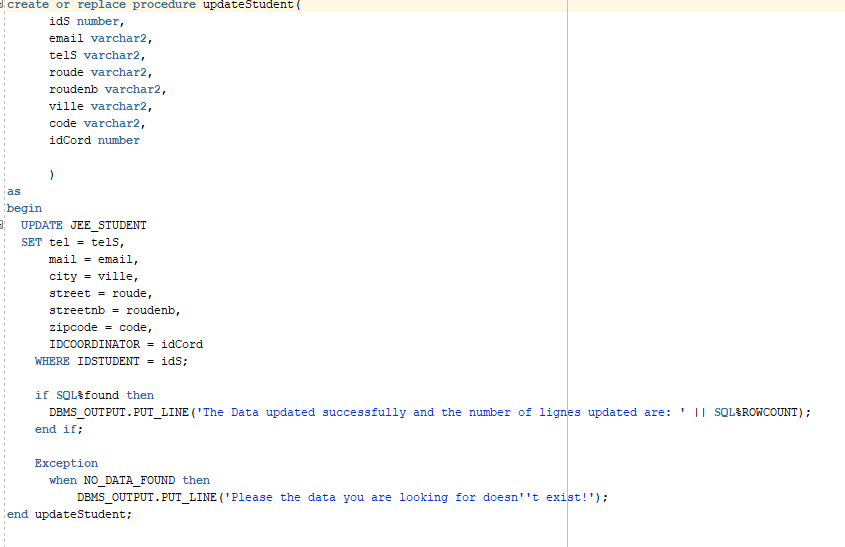 create or replace procedure updateStudent(
idS number,
email varchar2,
telS varchar2,
roude varchar2,
roudenb varchar2,
ville varchar2,
code varchar2,
idCord number
)
as
begin
UPDATE JEE_STUDENT
SET tel = telS,
mail = email,
city = ville,
street = roude,
streetnb = roudenb,
zipcode = code,
IDCOORDINATOR = idCord
WHERE IDSTUDENT = idS;
if SQL%found then
DBMS_OUTPUT.PUT_LINE('The Data updated successfully and the number of lignes updated are: ' || SQL%ROWCOUNT);
end if;
Exception
when NO_DATA_FOUND then
DBMS_OUTPUT.PUT_LINE('Please the data you are looking for doesn''t exist!');
end updateStudent;